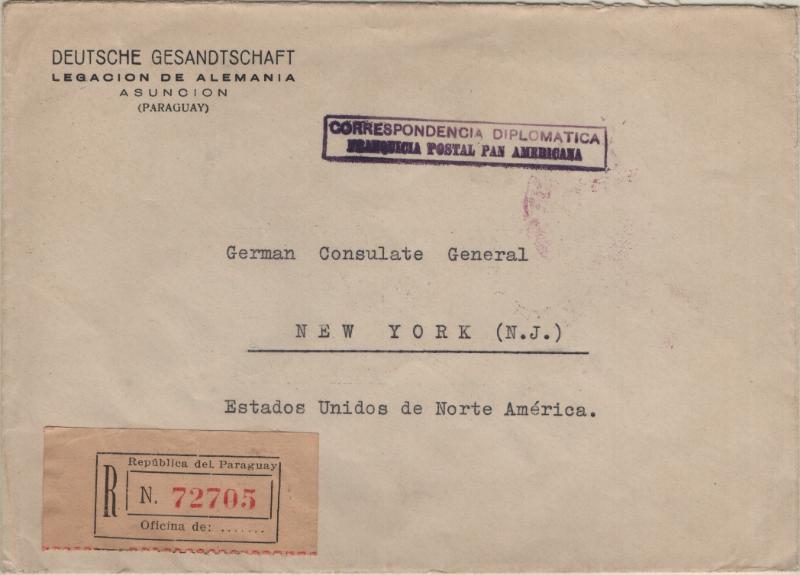 DEUTSCHE GESANDTSCHAFT
LEGACION DE ALEMANIA
ASUNCION
(PARAGUAY)
CORRESPONDENCIA DIPLOMATICA
FRANQUICIA POSTAL PAN AMERICANA
German Consulate General
NEW YORK (N.J.)
Estados Unidos de Norte América.
República del Paraguay
R
N. 72705
Oficina de: .......